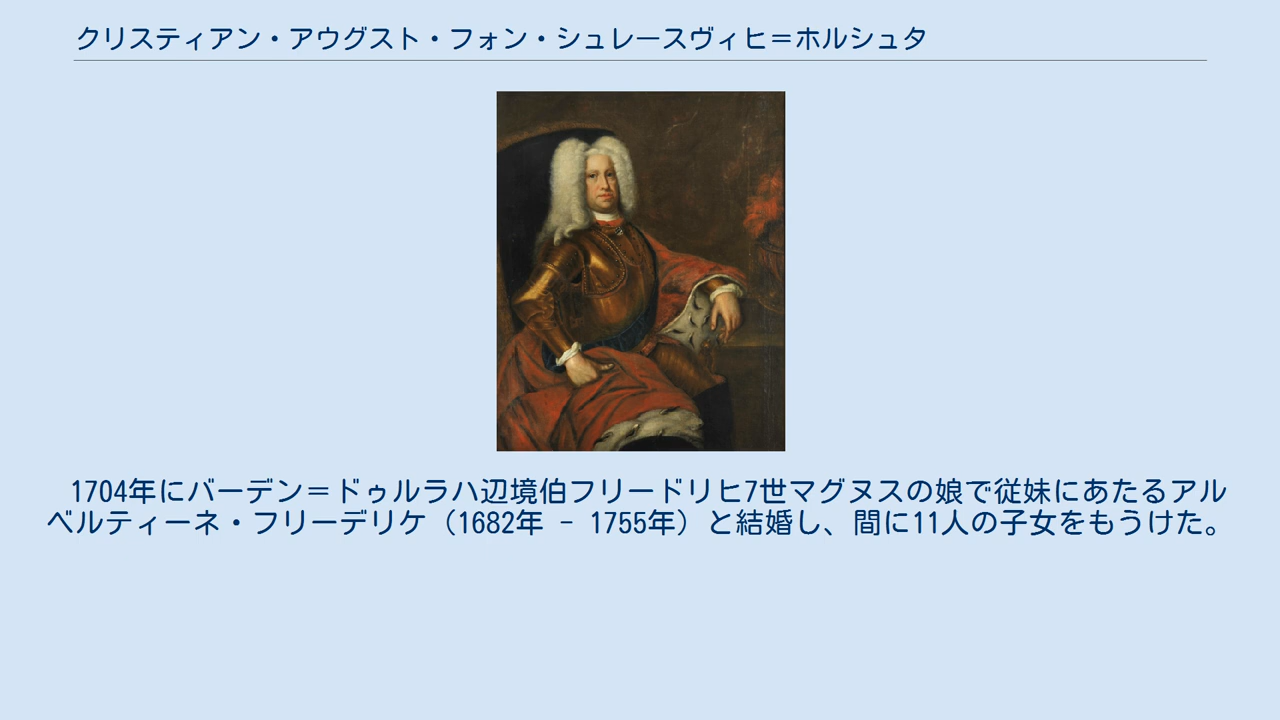 クリスティアン・アウグスト・フォン・シュレースヴィヒ＝ホルシュタ
1704年にバーデン＝ドゥルラハ辺境伯フリードリヒ7世マグヌスの娘で従妹にあたるアル
ベルティーネ・フリーデリケ（1682年 - 1755年）と結婚し、間に11人の子女をもうけた。